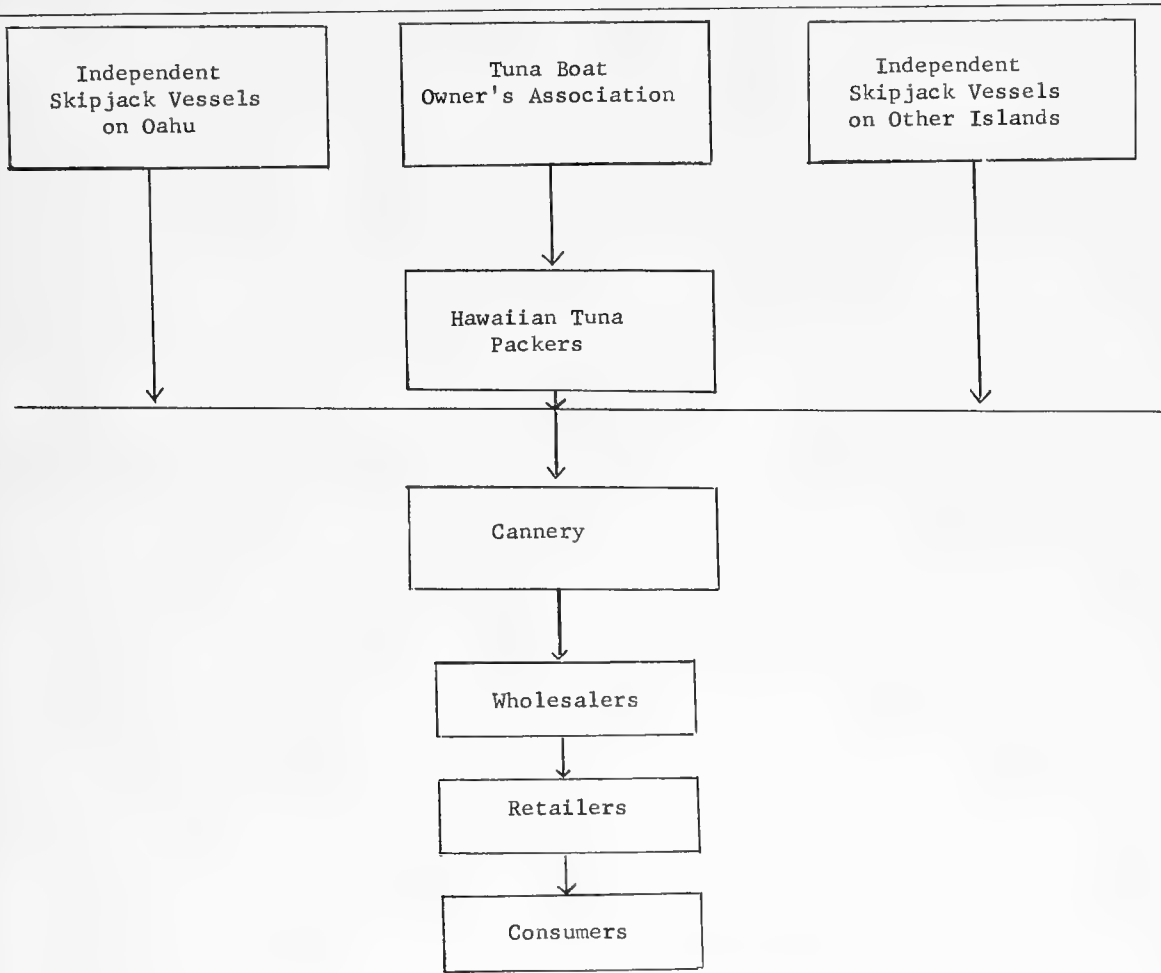 Independent
Skipjack Vessels
on Oahu
Tuna Boat
Owner's Association
Independent
Skipjack Vessels
on Other Islands
Hawaiian Tuna
Packers
Cannery
Wholesalers
Retailers
Consumers